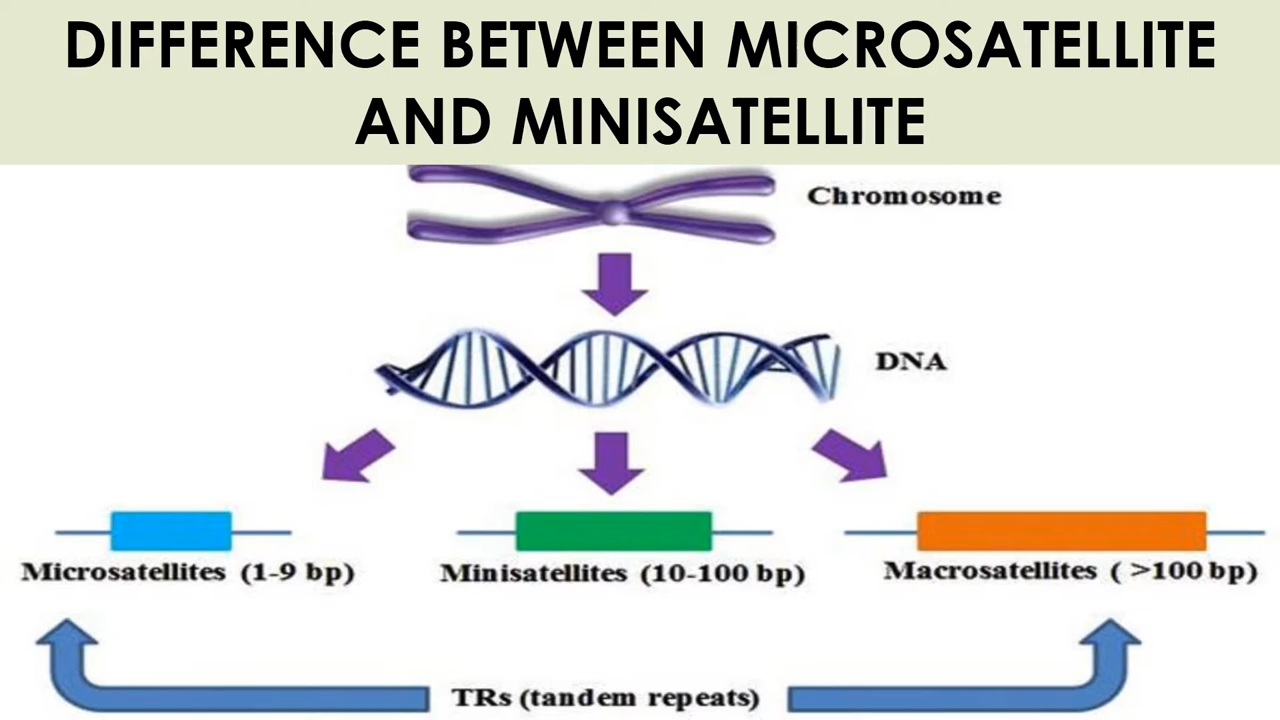 DIFFERENCE BETWEEN MICROSATELLITE
AND MINISATELLITE
Chromosome
DNA
Microsatellites (1-9 bp)
Minisatellites (10-100 bp)
Macrosatellites ( >100 bp)
TRs (tandem repeats)